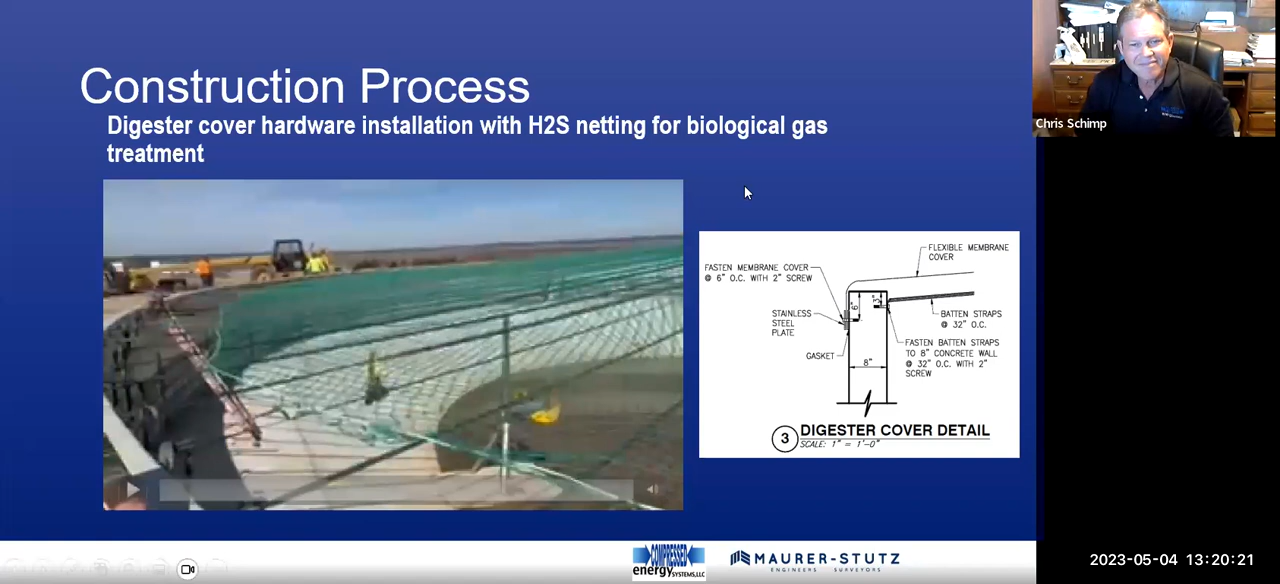 Construction Process
Digester cover hardware installation with H2S netting for biological gas
treatment
Chris Schimp
FLEXIBLE MEMBRANE
COVER
FASTEN MEMBRANE COVER
@ 6" O.C. WITH 2" SCREW
STAINLESS
STEEL
PLATE
GASKET
6"
3"
8"
BATTEN STRAPS
@ 32" O.C.
FASTEN BATTEN STRAPS
TO 8" CONCRETE WALL
@ 32" O.C. WITH 2"
SCREW
3
DIGESTER COVER DETAIL
SCALE: 1" = 1'-0"
COMPRESSED
energy SYSTEMS, LLC
MAURER-STUTZ
ENGINEERS SURVEYORS
2023-05-04 13:20:21